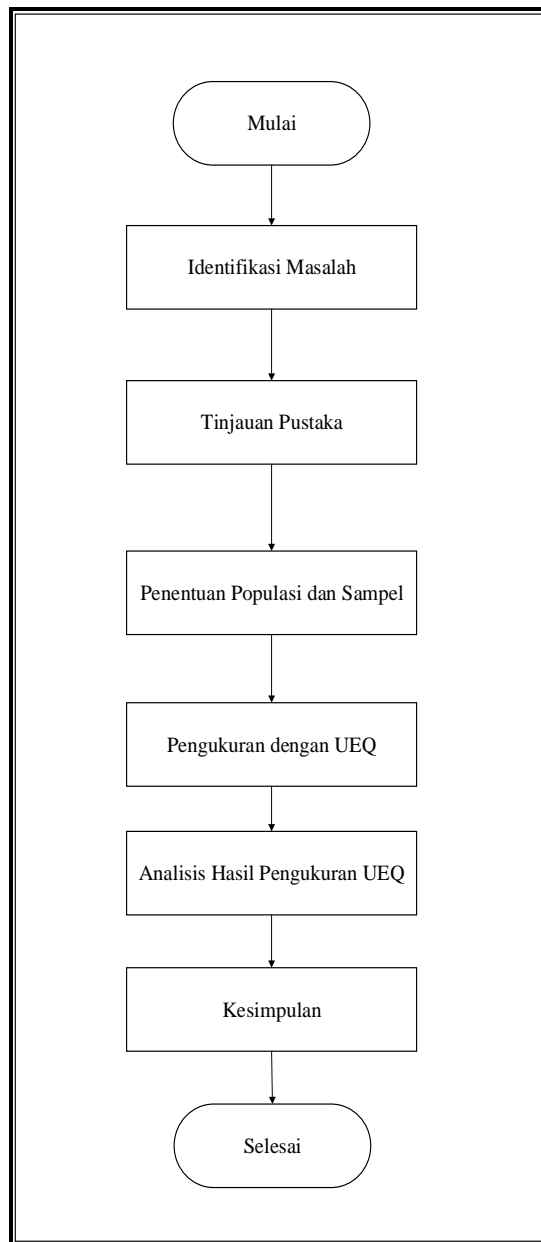 Mulai
Identifikasi Masalah
Tinjauan Pustaka
Penentuan Populasi dan Sampel
Pengukuran dengan UEQ
Analisis Hasil Pengukuran UEQ
Kesimpulan
Selesai